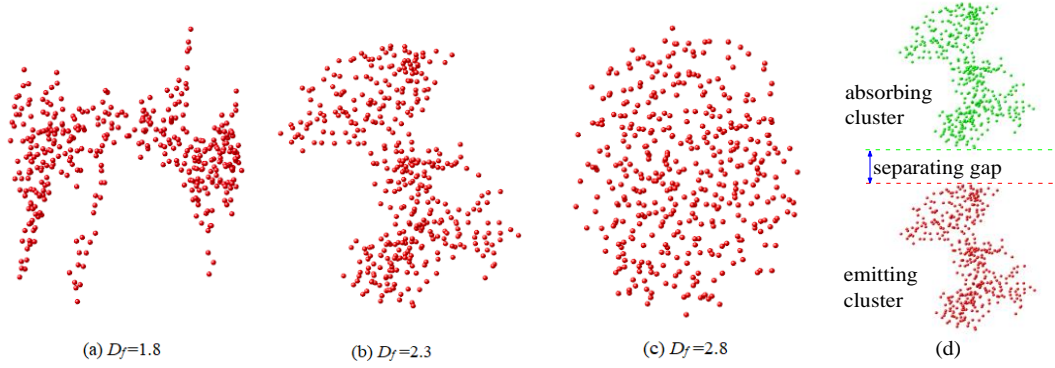 absorbing
cluster
separating gap
emitting
cluster
(a) Df=1.8
(b) Df=2.3
(c) Df=2.8
(d)